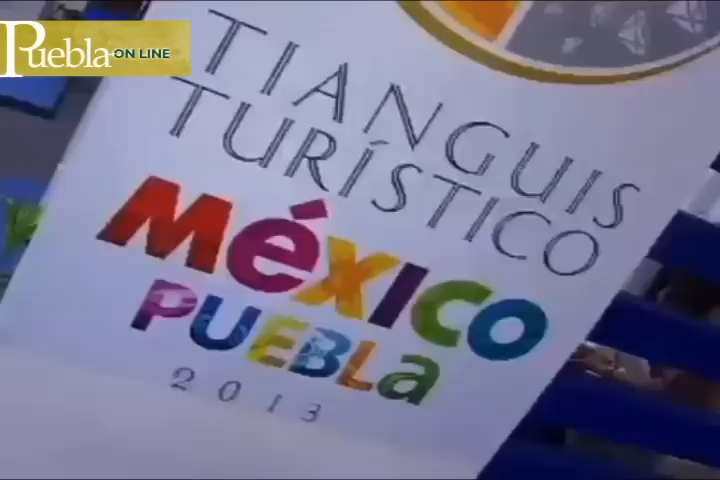 Puebla ON LINE
TIANGUIS
TURÍSTICO
MéXICO
PUEBLa
2013